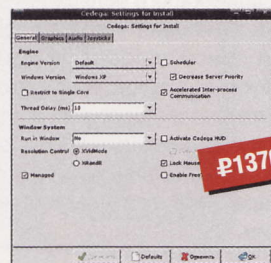 Cedega: Settings for Install
Cedega: Settings for Install
General Graphics Audio Joysticks
Engine
Engine Version Default
Scheduler
Windows Version Windows XP
Decrease Server Priority
Restrict to Single Core
Accelerated Inter-process
Communication
Thread Delay (ms) 13
Window System
Run in Window No
Activate Cedega HUD
Resolution Control XVidMode
XRandR
Lock Mouse
Managed
Enable Free
₽1370
Defaults
Отменить
OK